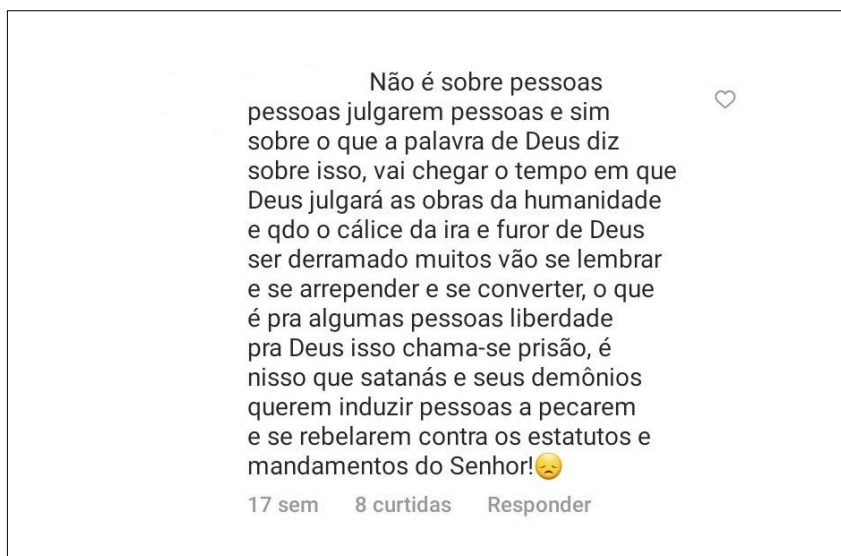 Não é sobre pessoas
pessoas julgarem pessoas e sim
sobre o que a palavra de Deus diz
sobre isso, vai chegar o tempo em que
Deus julgará as obras da humanidade
e qdo o cálice da ira e furor de Deus
ser derramado muitos vão se lembrar
e se arrepender e se converter, o que
é pra algumas pessoas liberdade
pra Deus isso chama-se prisão, é
nisso que satanás e seus demônios
querem induzir pessoas a pecarem
e se rebelarem contra os estatutos e
mandamentos do Senhor!😞
17 sem 8 curtidas Responder